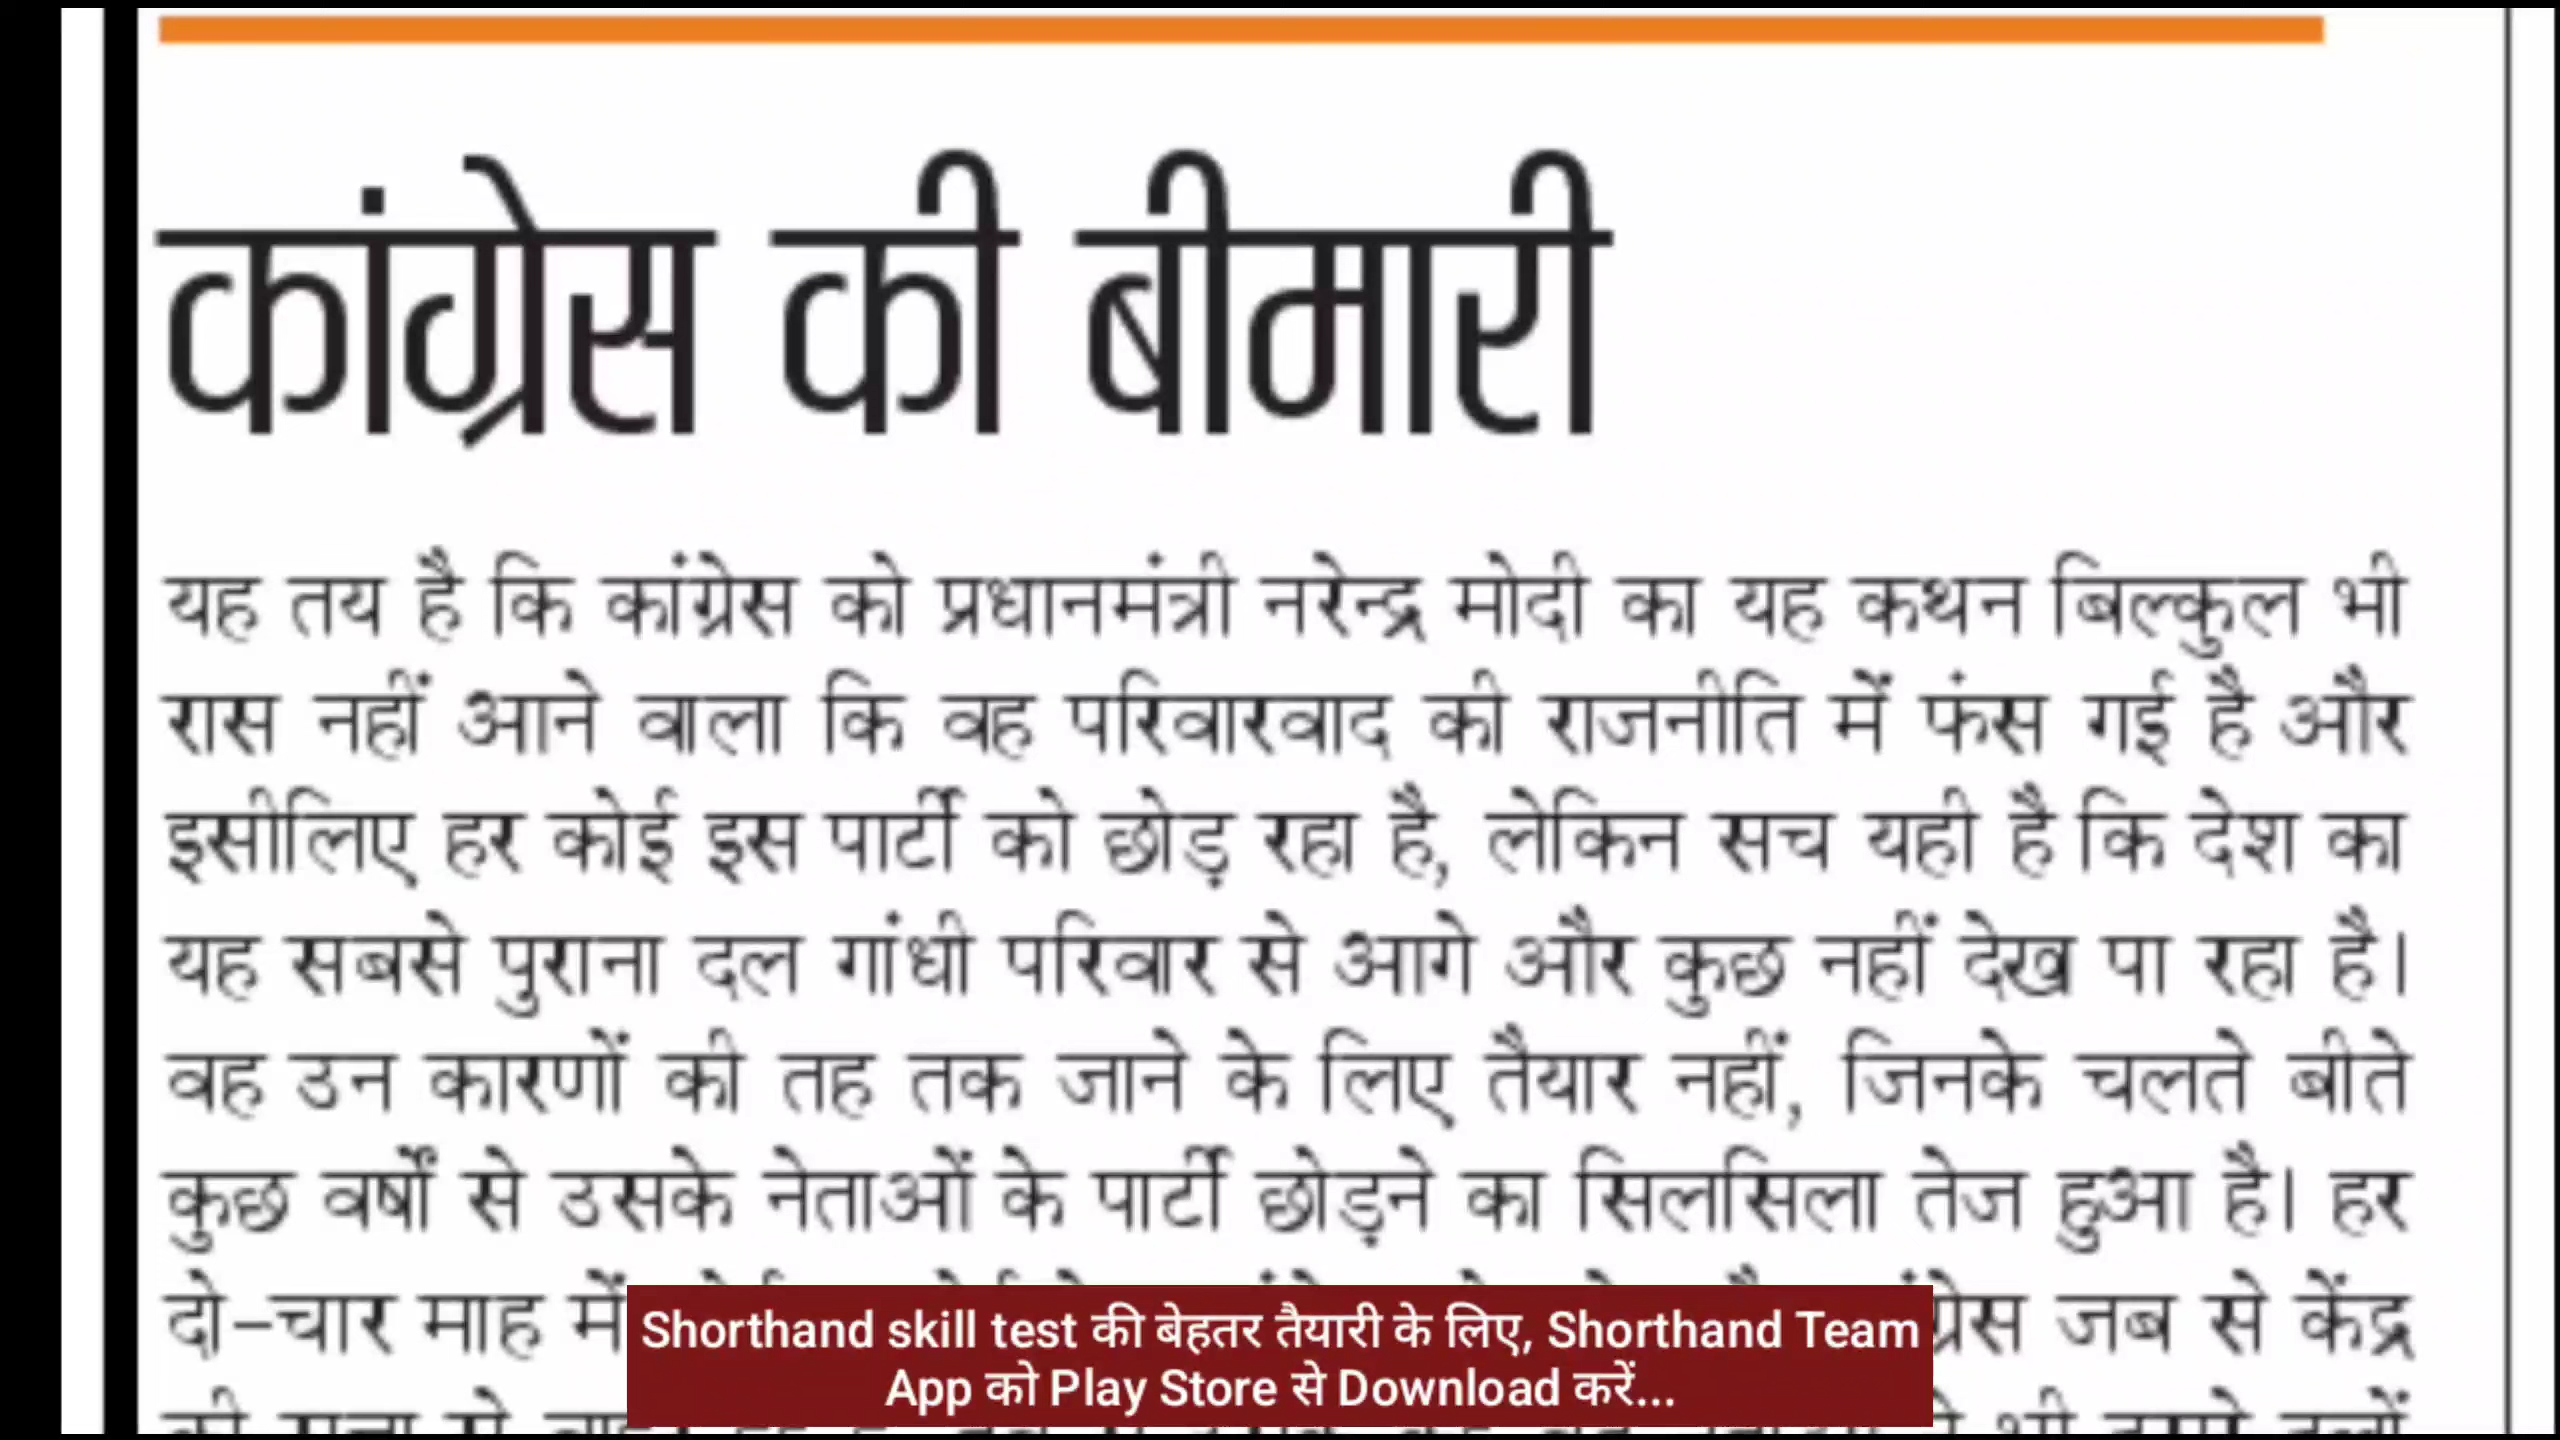 कांग्रेस की बीमारी
यह तय है कि कांग्रेस को प्रधानमंत्री नरेन्द्र मोदी का यह कथन बिल्कुल भी
रास नहीं आने वाला कि वह परिवारवाद की राजनीति में फंस गई है और
इसीलिए हर कोई इस पार्टी को छोड़ रहा है, लेकिन सच यही है कि देश का
यह सबसे पुराना दल गांधी परिवार से आगे और कुछ नहीं देख पा रहा है।
वह उन कारणों की तह तक जाने के लिए तैयार नहीं, जिनके चलते बीते
कुछ वर्षों से उसके नेताओं के पार्टी छोड़ने का सिलसिला तेज हुआ है। हर
दो-चार माह में जब से केंद्र
Shorthand skill test की बेहतर तैयारी के लिए, Shorthand Team
App को Play Store से Download करें...